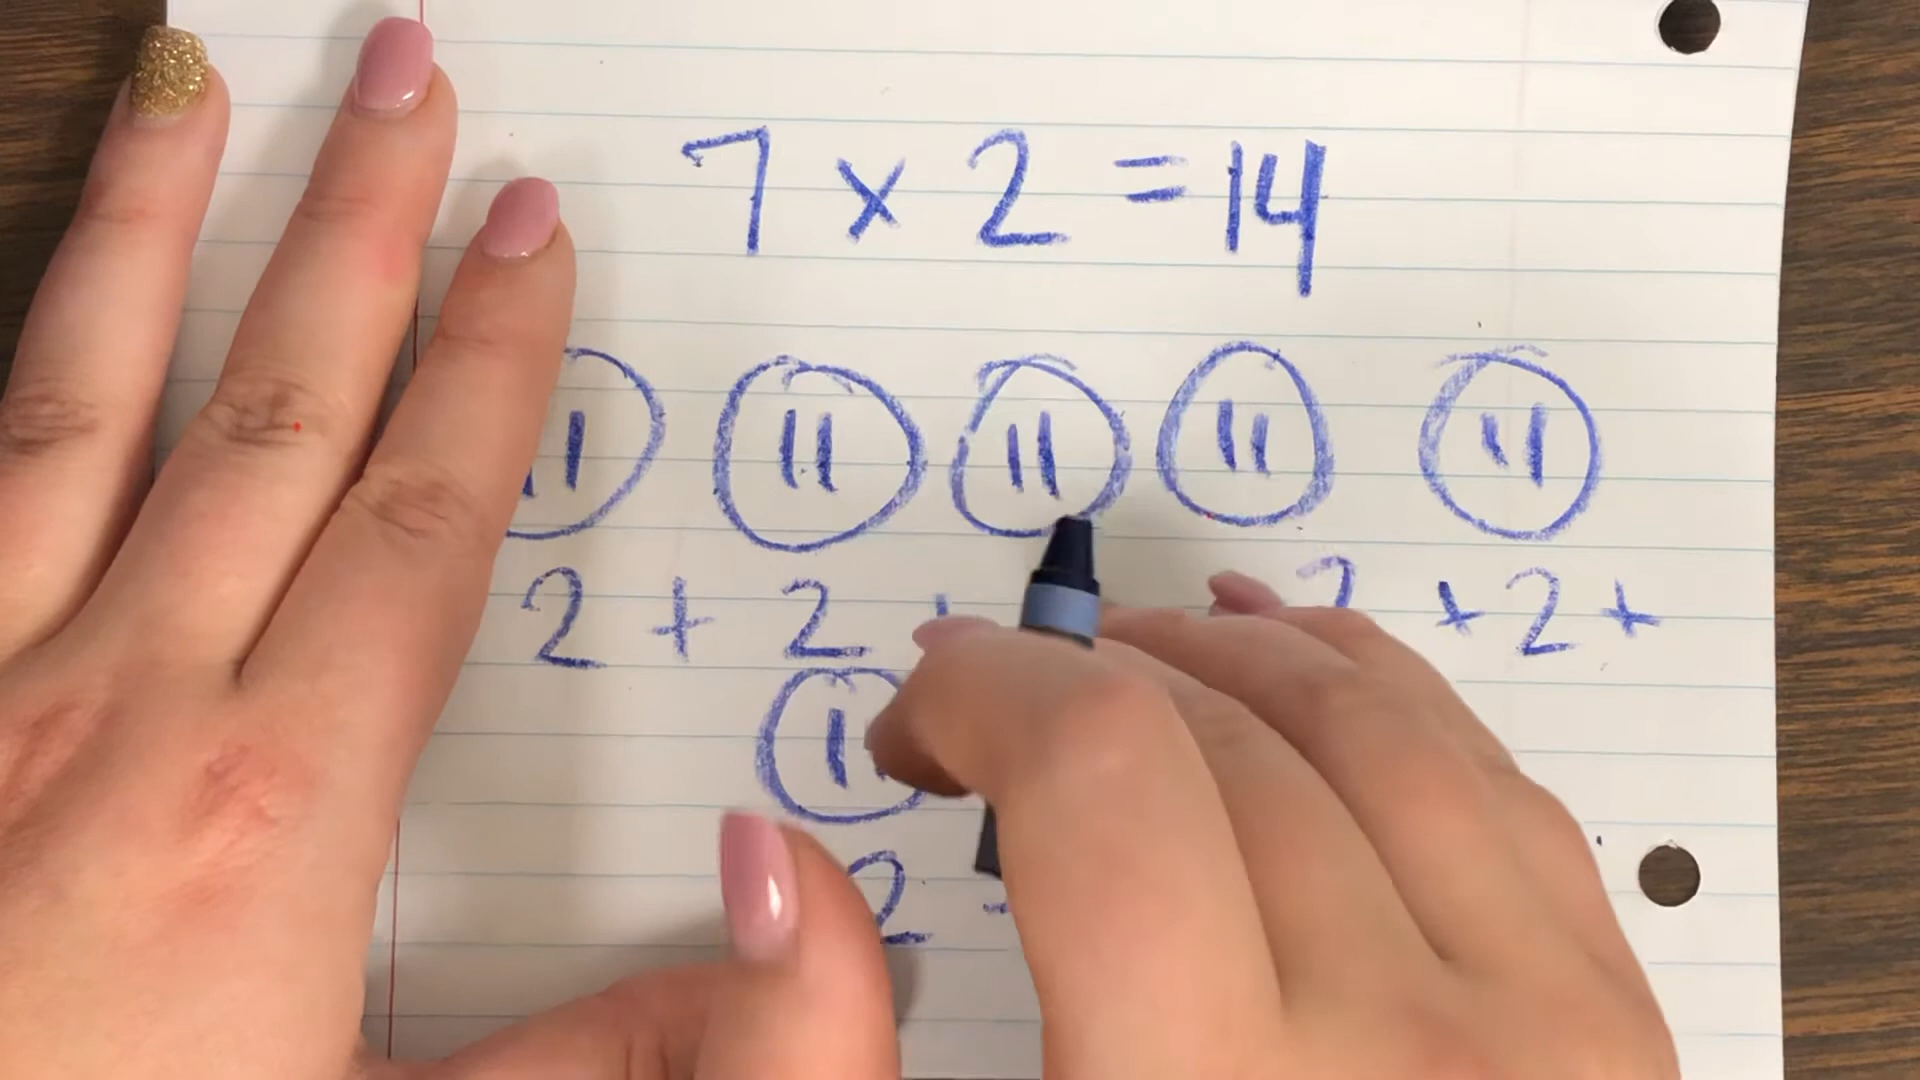 7 x 2 = 14
2 + 2 + 2 + 2 +
2 =